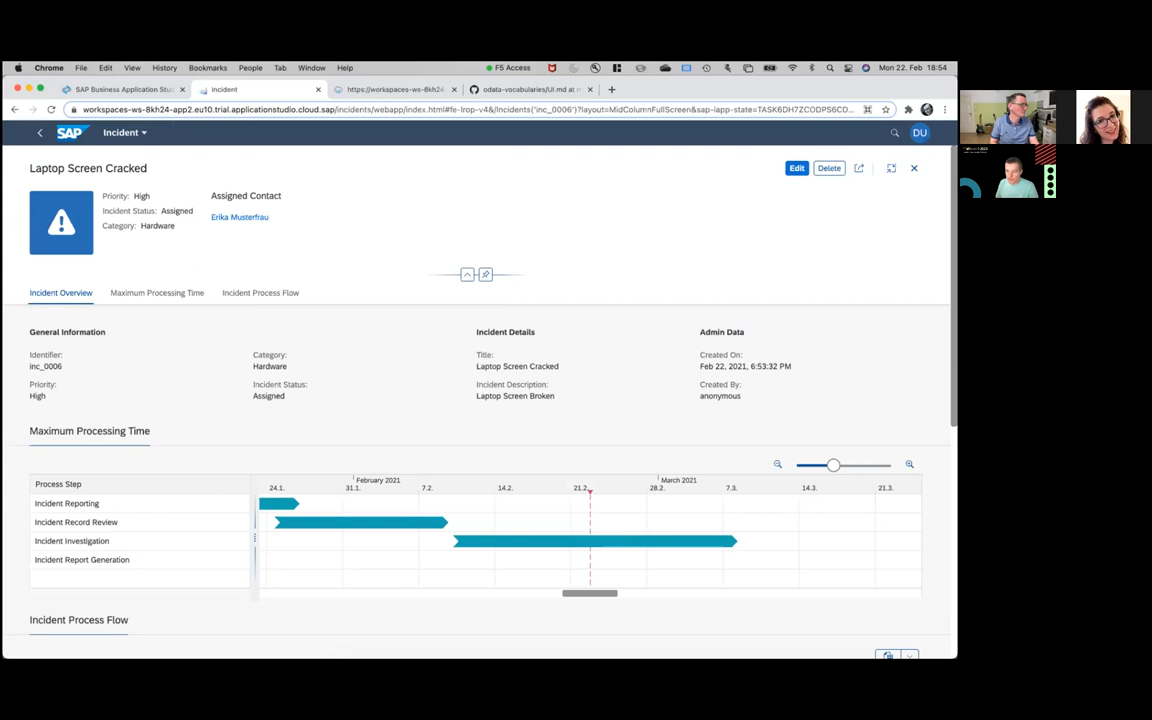 Chrome File Edit View History Bookmarks People Tab Window Help F5 Access Mon 22. Feb 18:54
SAP Business Application Stu Incident https://workspaces-ws-8kh24-ap odata-vocabularies/UI.md at m
workspaces-ws-8kh24-app2.eu10.trial.applicationstudio.cloud.sap/incidents/webapp/index.html#fe-lrop-v4&/Incidents('inc_0006')?layout=MidColumnFullScreen&sap-iapp-state=TASK6DH7ZCODPS6CD...
SAP Incident DU
Laptop Screen Cracked Edit Delete
Priority: High Assigned Contact
Incident Status: Assigned Erika Musterfrau
Category: Hardware
Incident Overview Maximum Processing Time Incident Process Flow
General Information Incident Details Admin Data
Identifier: Category: Title: Created On:
inc_0006 Hardware Laptop Screen Cracked Feb 22, 2021, 6:53:32 PM
Priority: Incident Status: Incident Description: Created By:
High Assigned Laptop Screen Broken anonymous
Maximum Processing Time
Process Step February 2021 March 2021
24.1. 31.1. 7.2. 14.2. 21.2. 28.2. 7.3. 14.3. 21.3.
Incident Reporting
Incident Record Review
Incident Investigation
Incident Report Generation
Incident Process Flow